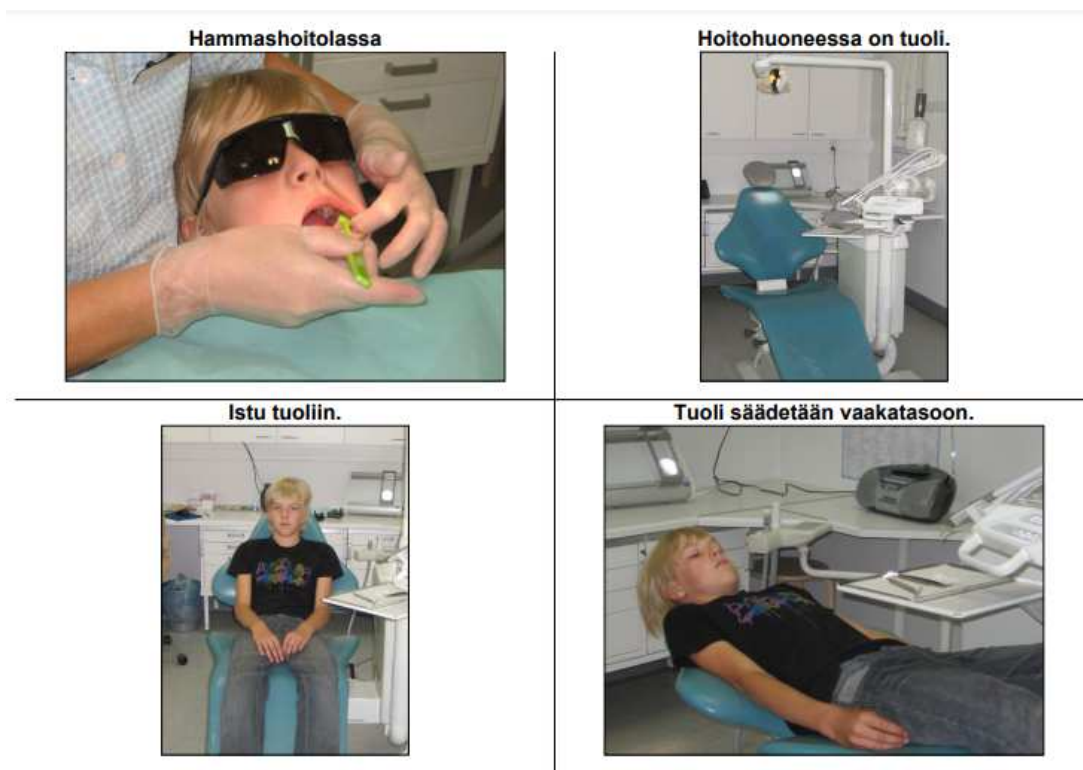 Hammashoitolassa
Hoitohuoneessa on tuoli.
Istu tuoliin.
Tuoli säädetään vaakatasoon.